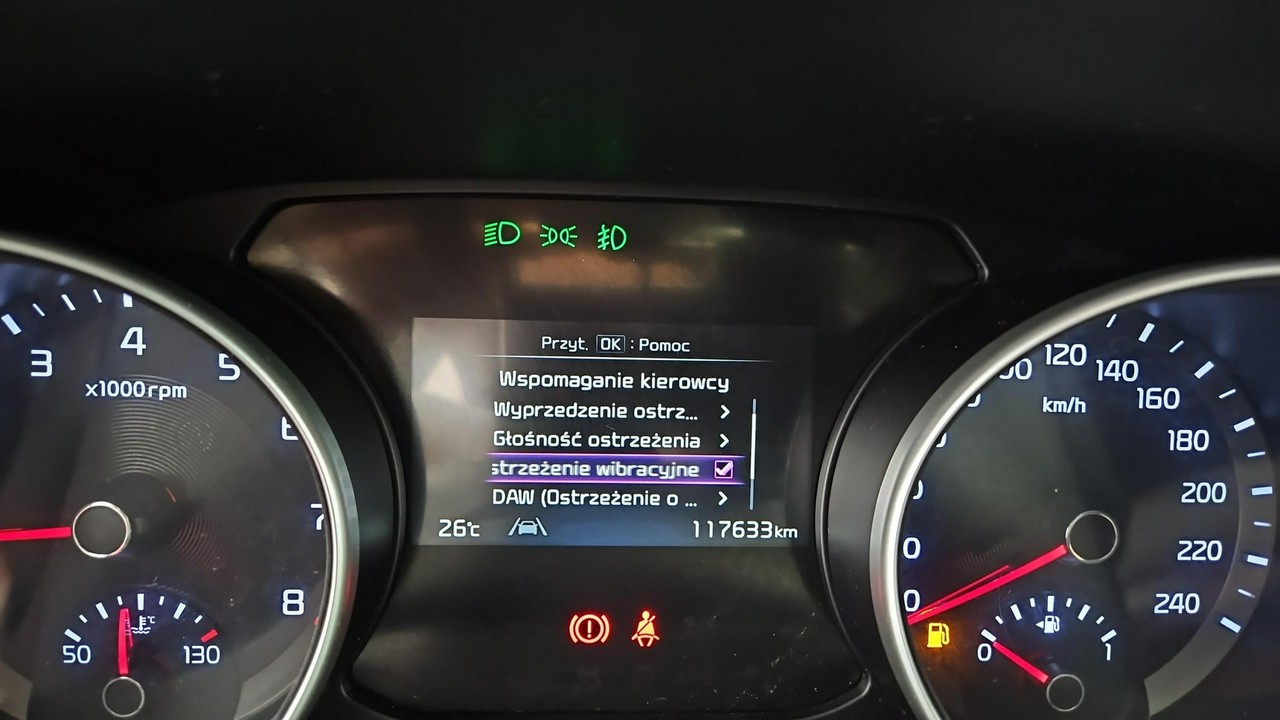 Przyt. OK : Pomoc
Wspomaganie kierowcy
Wyprzedzenie ostrz... >
Głośność ostrzeżenia >
strzeżenie wibracyjne
DAW (Ostrzeżenie o ... >
26°C
117633km
3
4
5
7
8
x1000rpm
50
130
°C
120
140
160
180
200
220
240
km/h
0
1